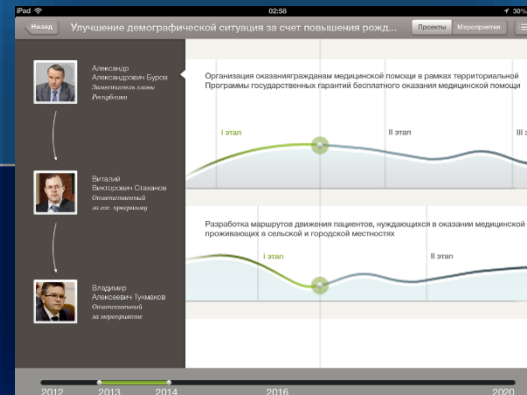 iPad
02:58
30%
Назад
Улучшение демографической ситуация за счет повышения рожд...
Проекты
Мероприятия
Александр
Александрович Буров
Заместитель главы
Республики
Организация оказаниягражданам медицинской помощи в рамках территориальной
Программы государственных гарантий бесплатного оказания медицинской помощи
I этап
II этап
III
Виталий
Викторович Стаханов
Ответственный
за гос. программу
Разработка маршрутов движения пациентов, нуждающихся в оказании медицинской
проживающих в сельской и городской местностях
I этап
II этап
Владимир
Алексеевич Тукмаков
Ответственный
за мероприятие
2012
2013
2014
2016
2020